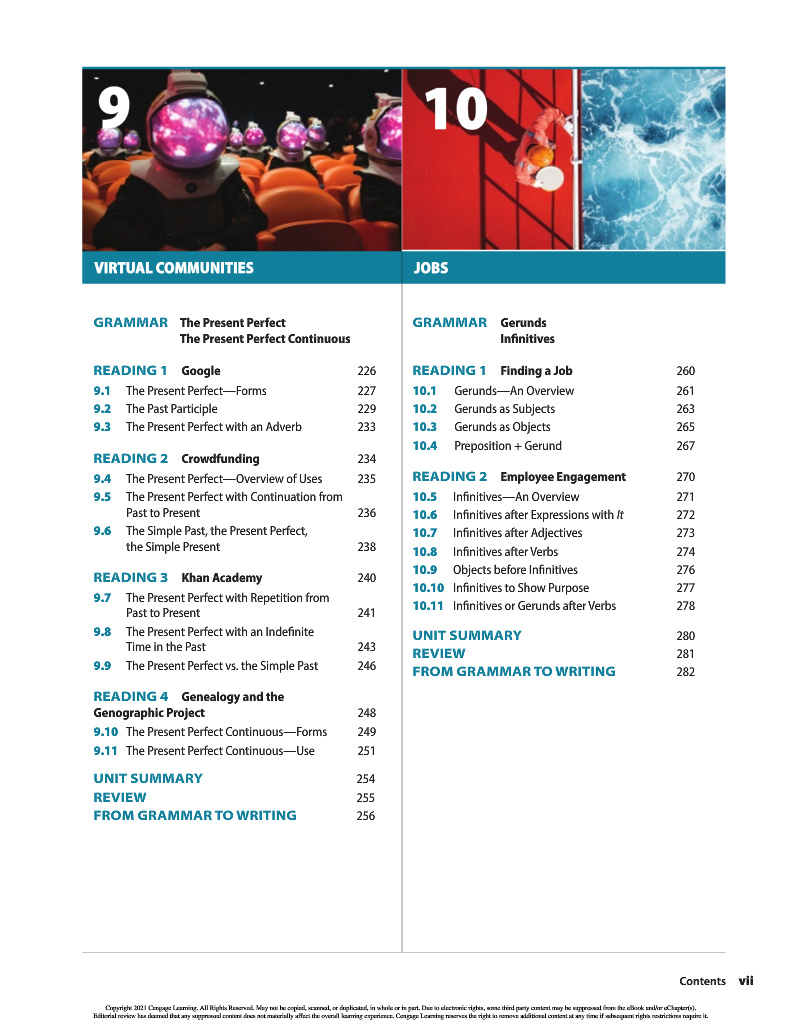 9
VIRTUAL COMMUNITIES
GRAMMAR The Present Perfect
The Present Perfect Continuous
READING 1 Google 226
9.1 The Present Perfect—Forms 227
9.2 The Past Participle 229
9.3 The Present Perfect with an Adverb 233
READING 2 Crowdfunding 234
9.4 The Present Perfect—Overview of Uses 235
9.5 The Present Perfect with Continuation from
Past to Present 236
9.6 The Simple Past, the Present Perfect,
the Simple Present 238
READING 3 Khan Academy 240
9.7 The Present Perfect with Repetition from
Past to Present 241
9.8 The Present Perfect with an Indefinite
Time in the Past 243
9.9 The Present Perfect vs. the Simple Past 246
READING 4 Genealogy and the
Genographic Project 248
9.10 The Present Perfect Continuous—Forms 249
9.11 The Present Perfect Continuous—Use 251
UNIT SUMMARY 254
REVIEW 255
FROM GRAMMAR TO WRITING 256
10
JOBS
GRAMMAR Gerunds
Infinitives
READING 1 Finding a Job 260
10.1 Gerunds—An Overview 261
10.2 Gerunds as Subjects 263
10.3 Gerunds as Objects 265
10.4 Preposition + Gerund 267
READING 2 Employee Engagement 270
10.5 Infinitives—An Overview 271
10.6 Infinitives after Expressions with It 272
10.7 Infinitives after Adjectives 273
10.8 Infinitives after Verbs 274
10.9 Objects before Infinitives 276
10.10 Infinitives to Show Purpose 277
10.11 Infinitives or Gerunds after Verbs 278
UNIT SUMMARY 280
REVIEW 281
FROM GRAMMAR TO WRITING 282
Contents vii
Copyright 2021 Cengage Learning. All Rights Reserved. May not be copied, scanned, or duplicated, in whole or in part. Due to electronic rights, some third party content may be suppressed from the eBook and/or eChapter(s).
Editorial review has deemed that any suppressed content does not materially affect the overall learning experience. Cengage Learning reserves the right to remove additional content at any time if subsequent rights restrictions require it.